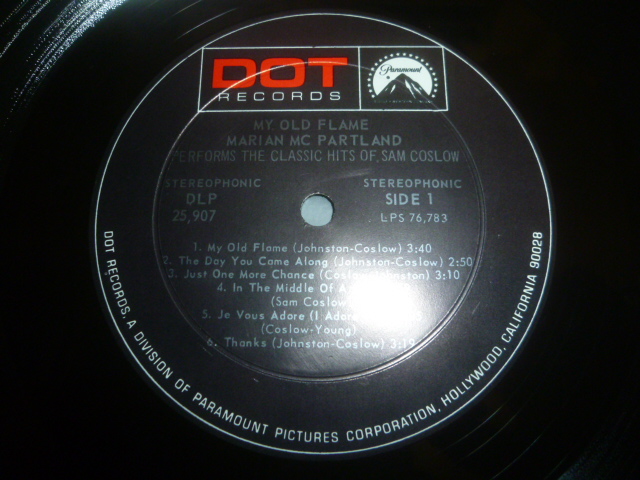 DOT
RECORDS
Paramount
MY OLD FLAME
MARIAN MC PARTLAND
PERFORMS THE CLASSIC HITS OF SAM COSLOW
STEREOPHONIC
DLP
25,907
STEREOPHONIC
SIDE 1
LPS 76,783
1. My Old Flame (Johnston-Coslow) 3:40
2. The Day You Came Along (Johnston-Coslow) 2:50
3. Just One More Chance (Coslow-Johnston) 3:10
4. In The Middle Of A
(Sam Coslow)
5. Je Vous Adore (I Adore
(Coslow-Young)
6. Thanks (Johnston-Coslow) 3:19
DOT RECORDS, A DIVISION OF PARAMOUNT PICTURES CORPORATION, HOLLYWOOD, CALIFORNIA 90028